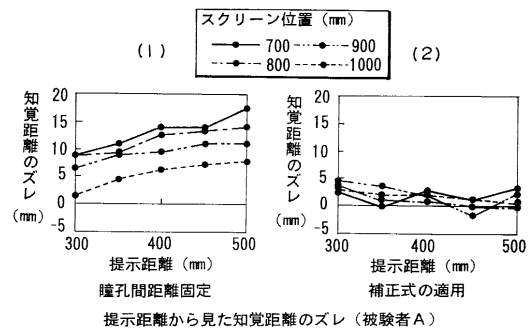 スクリーン位置 (mm)
700
900
800
1000
(1)
(2)
知覚距離のズレ
(mm)
20
15
10
5
0
-5
300
400
500
提示距離 (mm)
瞳孔間距離固定
知覚距離のズレ
(mm)
20
15
10
5
0
-5
300
400
500
提示距離 (mm)
補正式の適用
提示距離から見た知覚距離のズレ (被験者A)